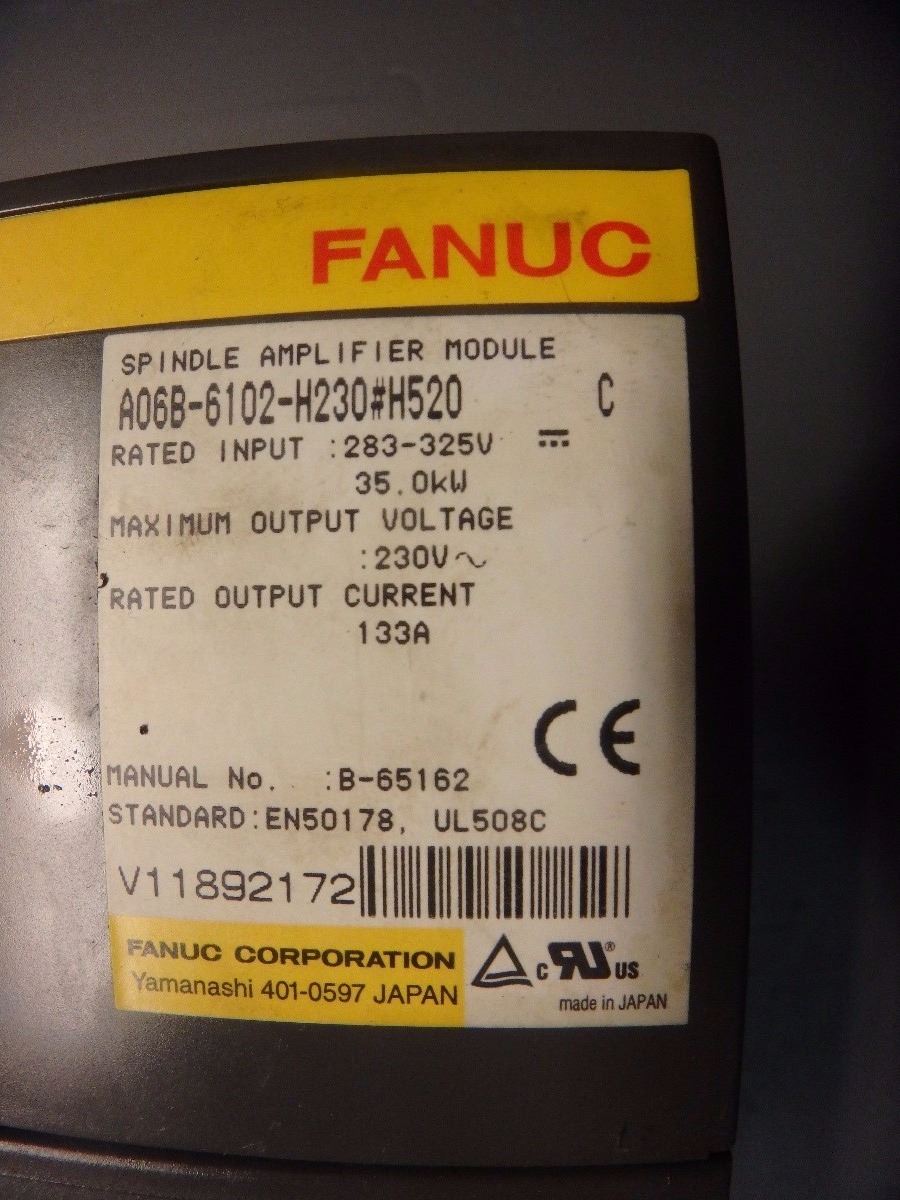 FANUC
SPINDLE AMPLIFIER MODULE
A06B-6102-H230#H520 C
RATED INPUT :283-325V ⎓
35.0kW
MAXIMUM OUTPUT VOLTAGE
:230V~
RATED OUTPUT CURRENT
133A
CE
MANUAL No. :B-65162
STANDARD:EN50178, UL508C
V11892172
FANUC CORPORATION
Yamanashi 401-0597 JAPAN
c RU® US
made in JAPAN